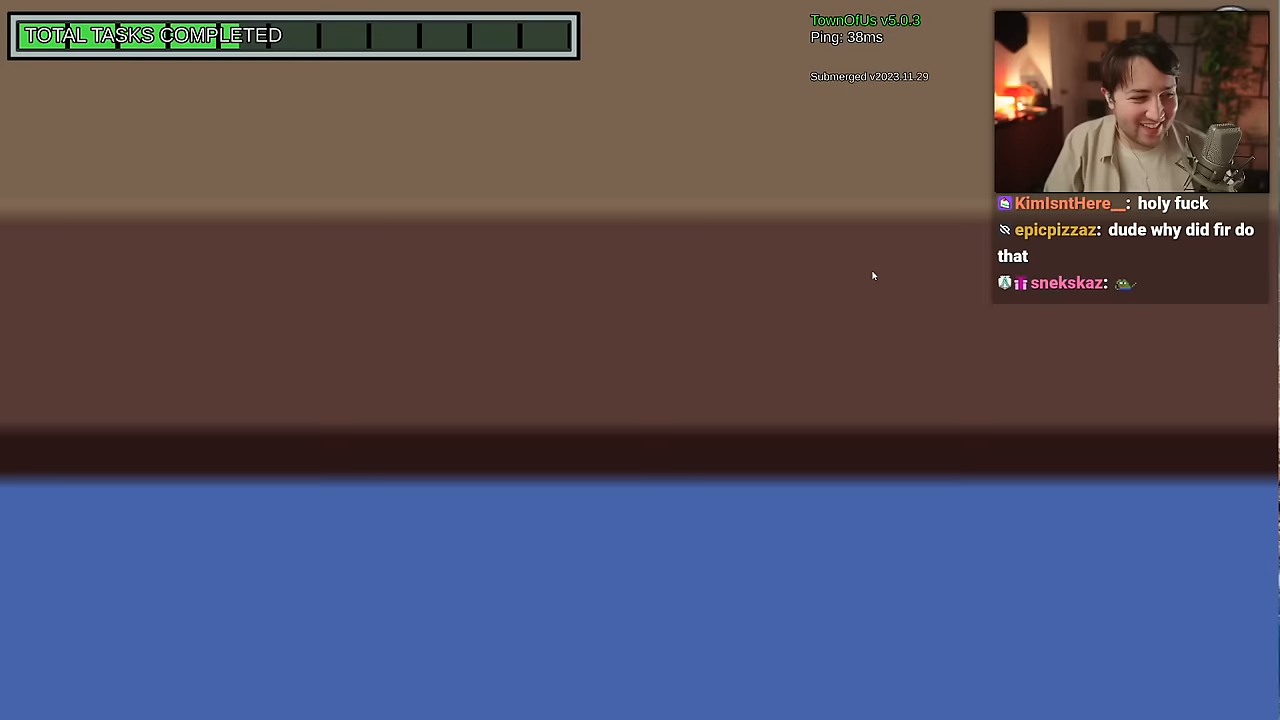 TOTAL TASKS COMPLETED
TownOfUs v5.0.3
Ping: 38ms
Submerged v2023.11.29
KimIsntHere__: holy fuck
epicpizzaz: dude why did fir do
that
snekskaz: